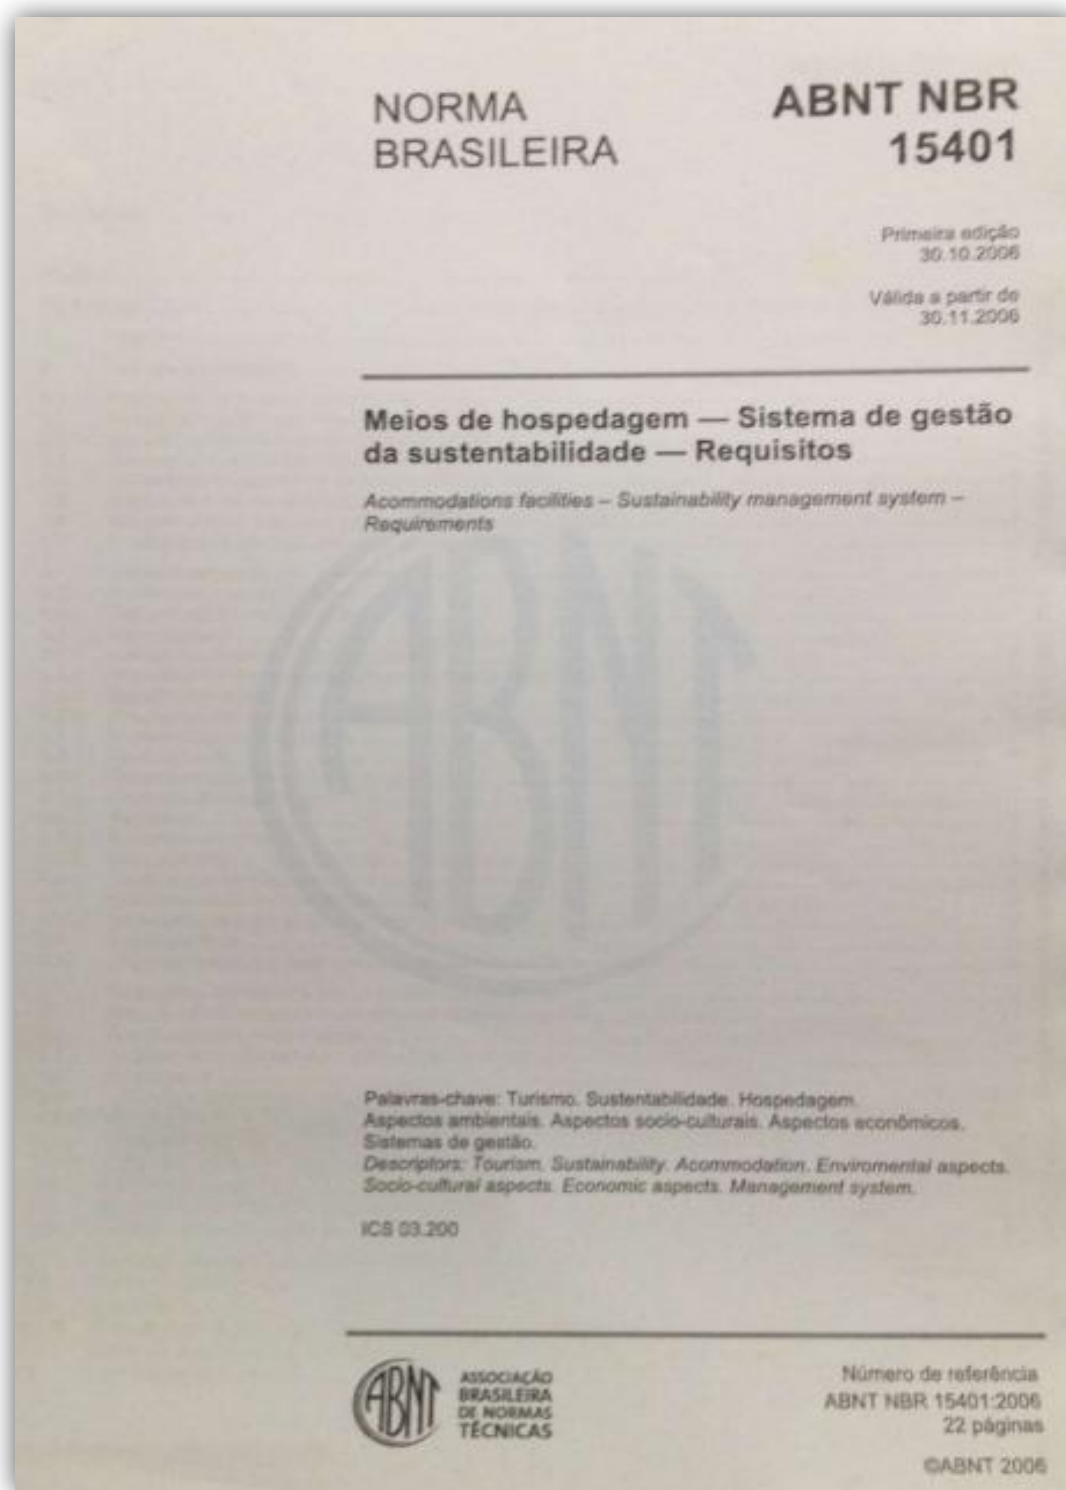 NORMA
BRASILEIRA
ABNT NBR
15401
Primeira edição
30.10.2006
Válida a partir de
30.11.2006
Meios de hospedagem — Sistema de gestão
da sustentabilidade — Requisitos
Acommodations facilities – Sustainability management system –
Requirements
ABNT
Palavras-chave: Turismo. Sustentabilidade. Hospedagem.
Aspectos ambientais. Aspectos socio-culturais. Aspectos econômicos.
Sistemas de gestão.
Descriptors: Tourism. Sustainability. Acommodation. Enviromental aspects.
Socio-cultural aspects. Economic aspects. Management system.
ICS 03.200
ABNT
ASSOCIAÇÃO
BRASILEIRA
DE NORMAS
TÉCNICAS
Número de referência
ABNT NBR 15401:2006
22 páginas
©ABNT 2006